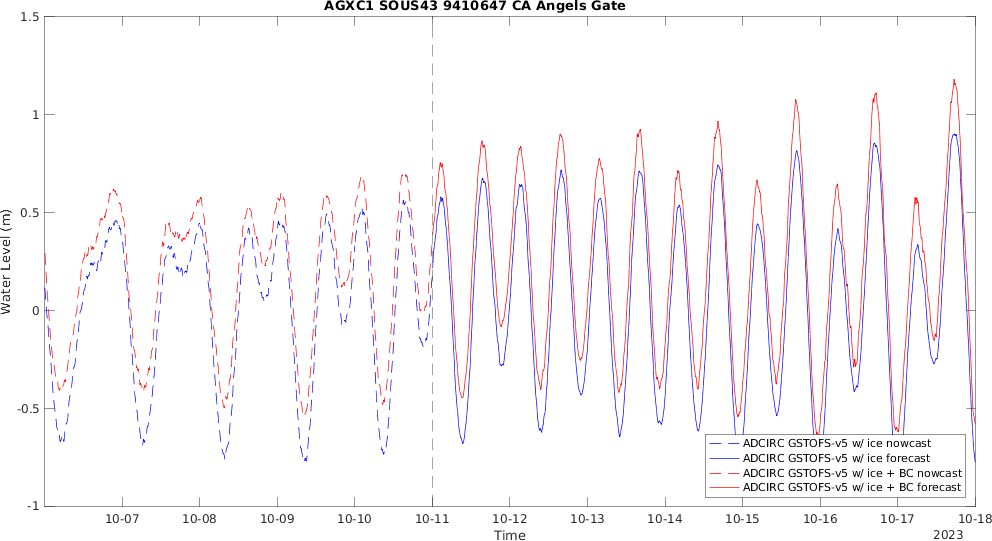 AGXC1 SOUS43 9410647 CA Angels Gate
1.5
1
0.5
0
-0.5
-1
Water Level (m)
10-07 10-08 10-09 10-10 10-11 10-12 10-13 10-14 10-15 10-16 10-17 10-18
Time
2023
ADCIRC GSTOFS-v5 w/ ice nowcast
ADCIRC GSTOFS-v5 w/ ice forecast
ADCIRC GSTOFS-v5 w/ ice + BC nowcast
ADCIRC GSTOFS-v5 w/ ice + BC forecast